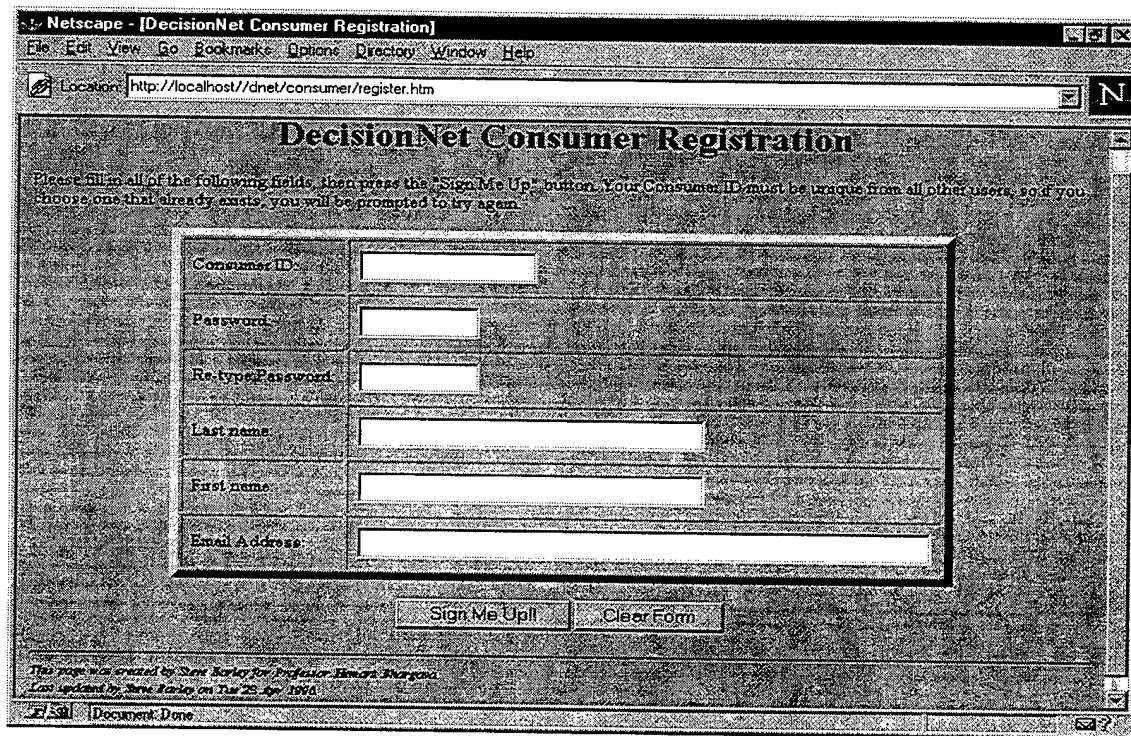 Netscape - [DecisionNet Consumer Registration]
File Edit View Go Bookmarks Options Directory Window Help
Location: http://localhost//dnet/consumer/register.htm
N
DecisionNet Consumer Registration
Please fill in all of the following fields, then press the "Sign Me Up" button. Your Consumer ID must be unique from all other users, so if you
choose one that already exists, you will be prompted to try again.
Consumer ID:
Password:
Re-type Password:
Last name:
First name:
Email Address:
Sign Me Up!! Clear Form
This page was created by Steve for Professor Hemant Bhargava.
Last updated by Steve on Tue Apr 1996
Document: Done